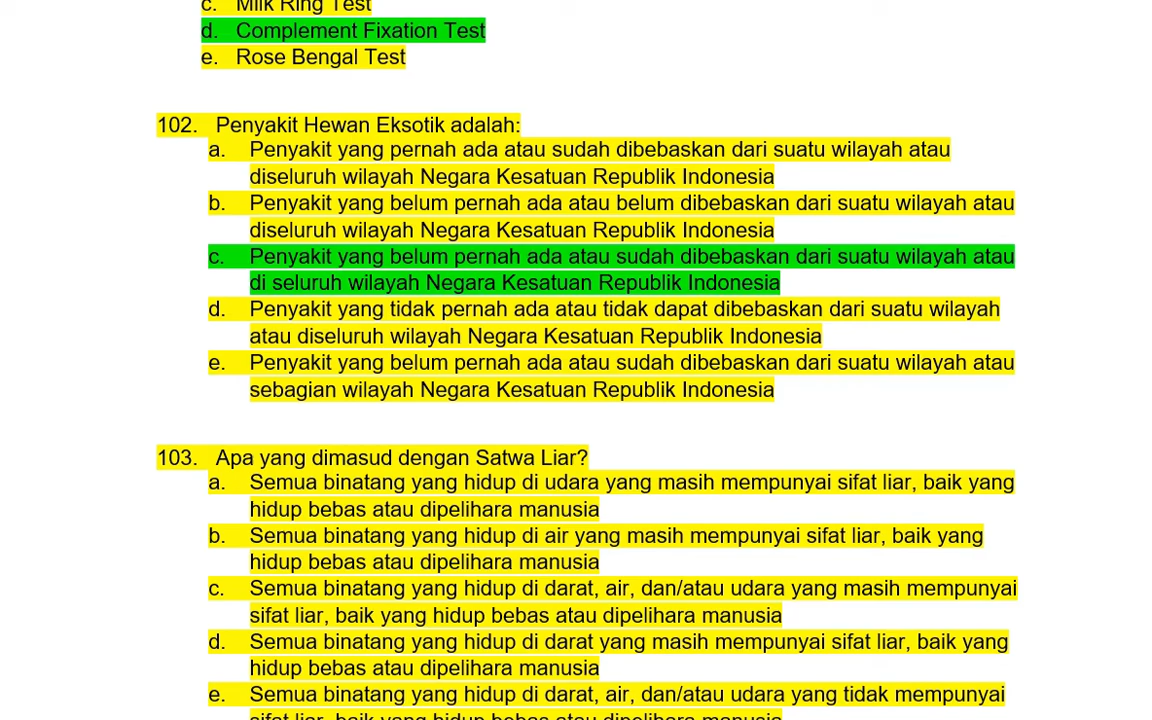 c. Milk Ring Test
d. Complement Fixation Test
e. Rose Bengal Test
102. Penyakit Hewan Eksotik adalah:
a. Penyakit yang pernah ada atau sudah dibebaskan dari suatu wilayah atau
diseluruh wilayah Negara Kesatuan Republik Indonesia
b. Penyakit yang belum pernah ada atau belum dibebaskan dari suatu wilayah atau
diseluruh wilayah Negara Kesatuan Republik Indonesia
c. Penyakit yang belum pernah ada atau sudah dibebaskan dari suatu wilayah atau
di seluruh wilayah Negara Kesatuan Republik Indonesia
d. Penyakit yang tidak pernah ada atau tidak dapat dibebaskan dari suatu wilayah
atau diseluruh wilayah Negara Kesatuan Republik Indonesia
e. Penyakit yang belum pernah ada atau sudah dibebaskan dari suatu wilayah atau
sebagian wilayah Negara Kesatuan Republik Indonesia
103. Apa yang dimasud dengan Satwa Liar?
a. Semua binatang yang hidup di udara yang masih mempunyai sifat liar, baik yang
hidup bebas atau dipelihara manusia
b. Semua binatang yang hidup di air yang masih mempunyai sifat liar, baik yang
hidup bebas atau dipelihara manusia
c. Semua binatang yang hidup di darat, air, dan/atau udara yang masih mempunyai
sifat liar, baik yang hidup bebas atau dipelihara manusia
d. Semua binatang yang hidup di darat yang masih mempunyai sifat liar, baik yang
hidup bebas atau dipelihara manusia
e. Semua binatang yang hidup di darat, air, dan/atau udara yang tidak mempunyai
sifat liar, baik yang hidup bebas atau dipelihara manusia